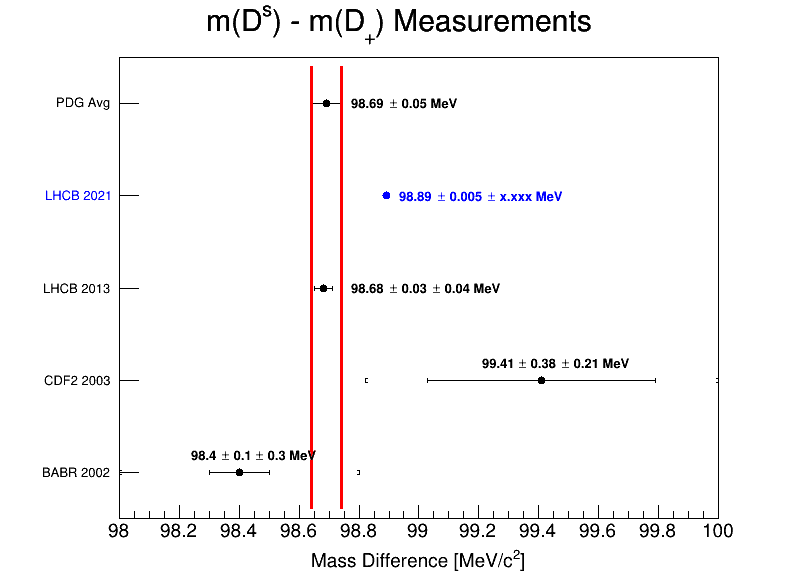 m(Dˢ) - m(D₊) Measurements
PDG Avg
98.69 ± 0.05 MeV
LHCB 2021
98.89 ± 0.005 ± x.xxx MeV
LHCB 2013
98.68 ± 0.03 ± 0.04 MeV
99.41 ± 0.38 ± 0.21 MeV
CDF2 2003
98.4 ± 0.1 ± 0.3 MeV
BABR 2002
98 98.2 98.4 98.6 98.8 99 99.2 99.4 99.6 99.8 100
Mass Difference [MeV/c²]